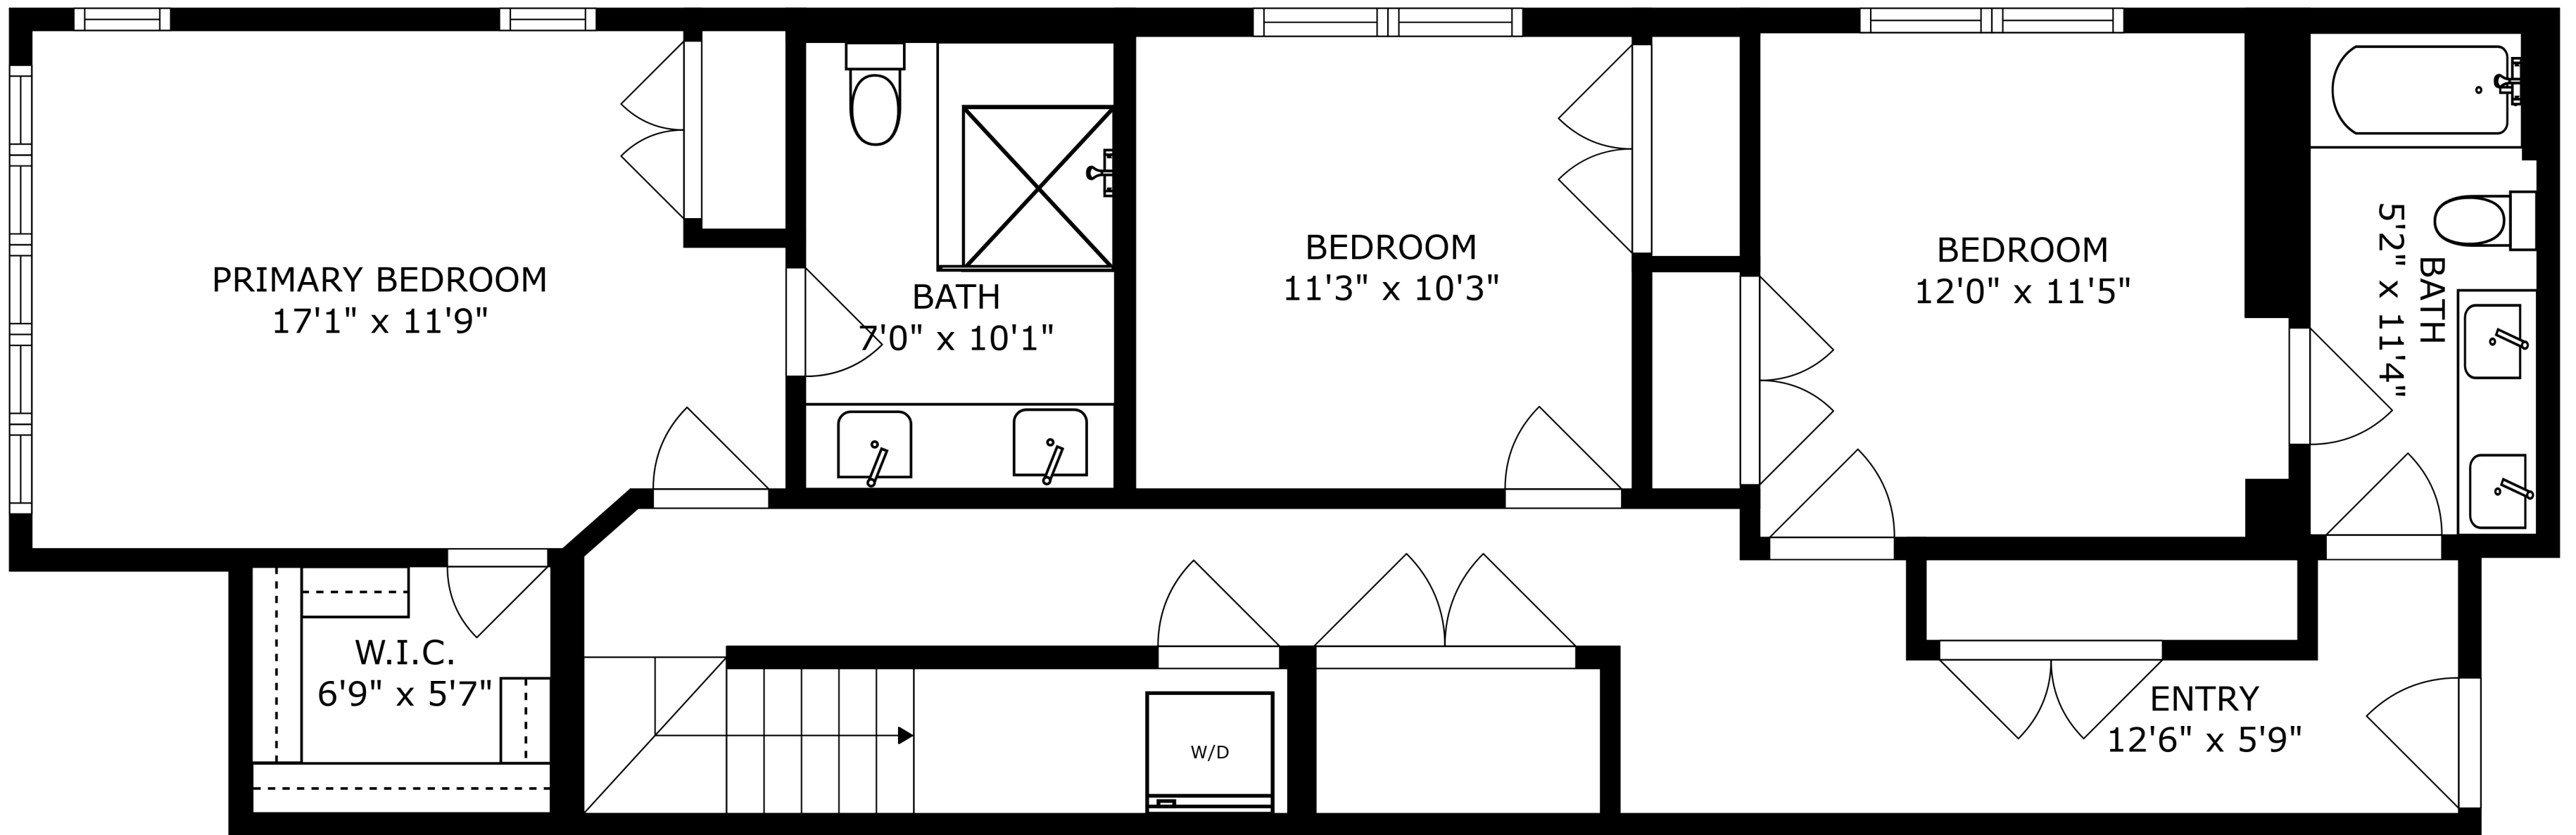 PRIMARY BEDROOM
17'1" x 11'9"
BATH
7'0" x 10'1"
BEDROOM
11'3" x 10'3"
BEDROOM
12'0" x 11'5"
BATH
5'2" x 11'4"
W.I.C.
6'9" x 5'7"
W/D
ENTRY
12'6" x 5'9"